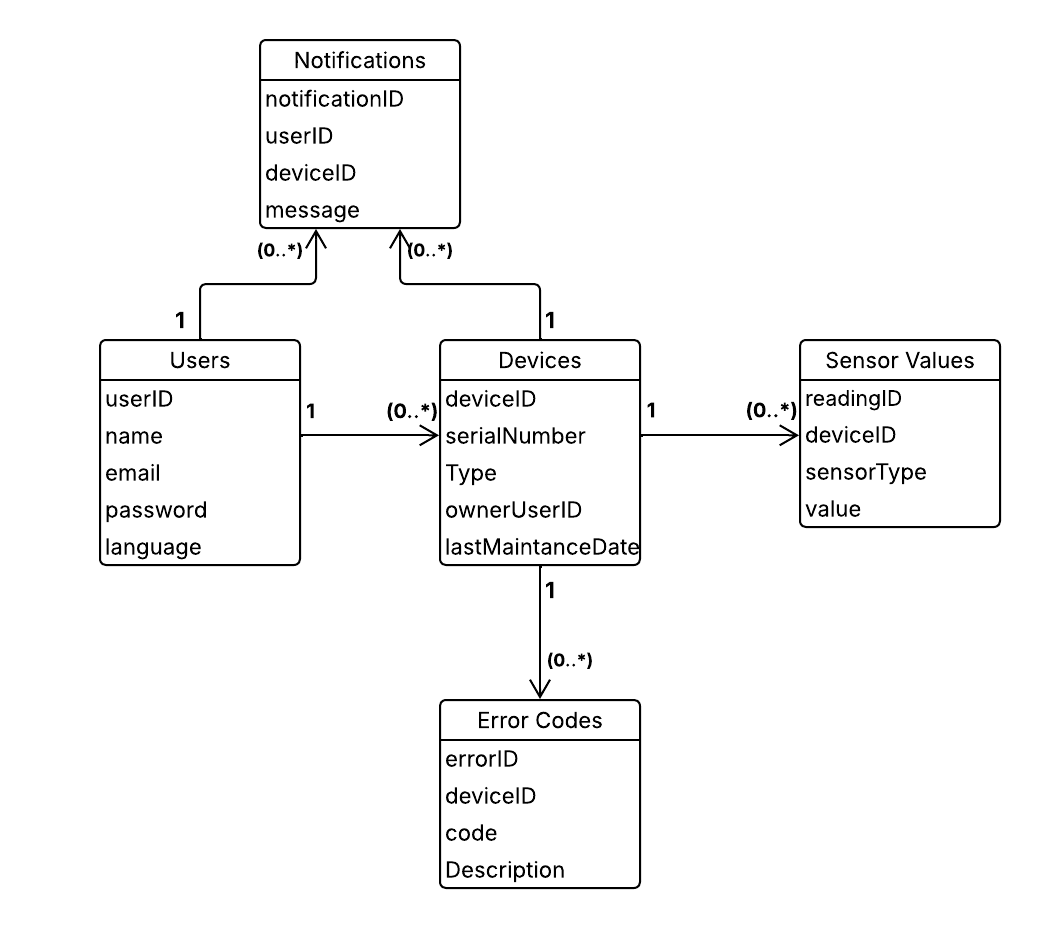 Notifications
notificationID
userID
deviceID
message
(0..*)
(0..*)
1
1
Users
userID
name
email
password
language
1
(0..*)
Devices
deviceID
serialNumber
Type
ownerUserID
lastMaintanceDate
1
(0..*)
Sensor Values
readingID
deviceID
sensorType
value
1
(0..*)
Error Codes
errorID
deviceID
code
Description